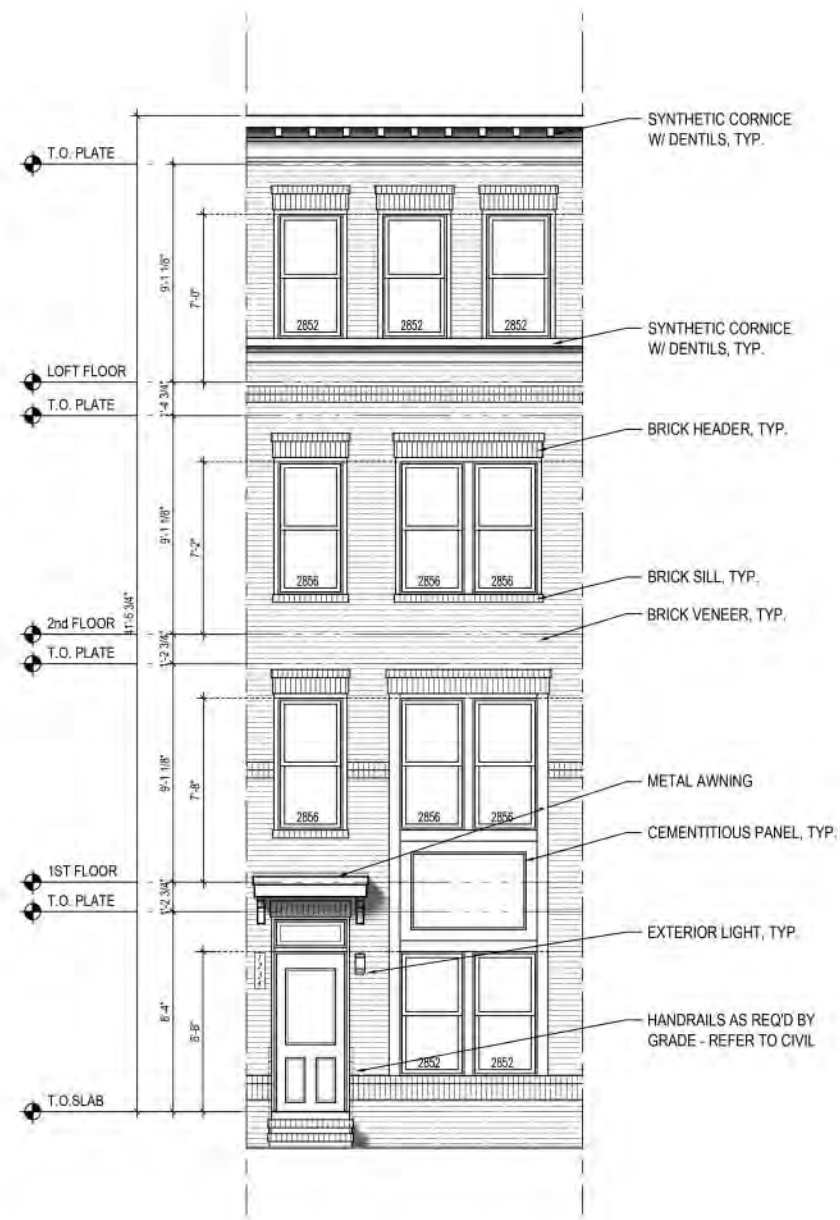 SYNTHETIC CORNICE
W/ DENTILS, TYP.
T.O. PLATE
9'-1 1/8"
7'-0"
2852
2852
2852
SYNTHETIC CORNICE
W/ DENTILS, TYP.
LOFT FLOOR
1'-4 3/4"
T.O. PLATE
BRICK HEADER, TYP.
9'-1 1/8"
7'-2"
2856
2856
2856
BRICK SILL, TYP.
41'-5 3/4"
BRICK VENEER, TYP.
2nd FLOOR
1'-2 3/4"
T.O. PLATE
9'-1 1/8"
7'-8"
METAL AWNING
2856
2856
2856
CEMENTITIOUS PANEL, TYP.
1ST FLOOR
1'-2 3/4"
T.O. PLATE
EXTERIOR LIGHT, TYP.
1
2
3
4
8'-4"
HANDRAILS AS REQ'D BY
GRADE - REFER TO CIVIL
2852
2852
T.O.SLAB